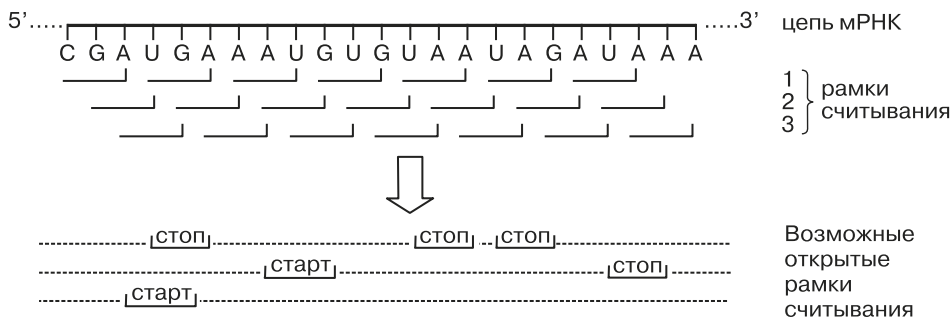 5’ ..... ..... 3’ цепь мРНК
C G A U G A A A U G U G U A A U A G A U A A A
1 рамки
2 считывания
3
стоп стоп стоп Возможные
старт стоп открытые
старт рамки
считывания